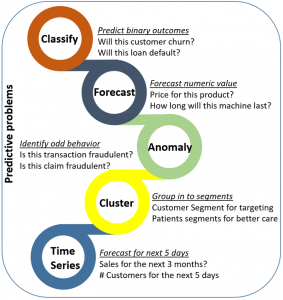 Predictive problems
Classify
Predict binary outcomes
Will this customer churn?
Will this loan default?
Forecast
Forecast numeric value
Price for this product?
How long will this machine last?
Anomaly
Identify odd behavior
Is this transaction fraudulent?
Is this claim fraudulent?
Cluster
Group in to segments
Customer Segment for targeting
Patients segments for better care
Time
Series
Forecast for next 5 days
Sales for the next 3 months?
# Customers for the next 5 days